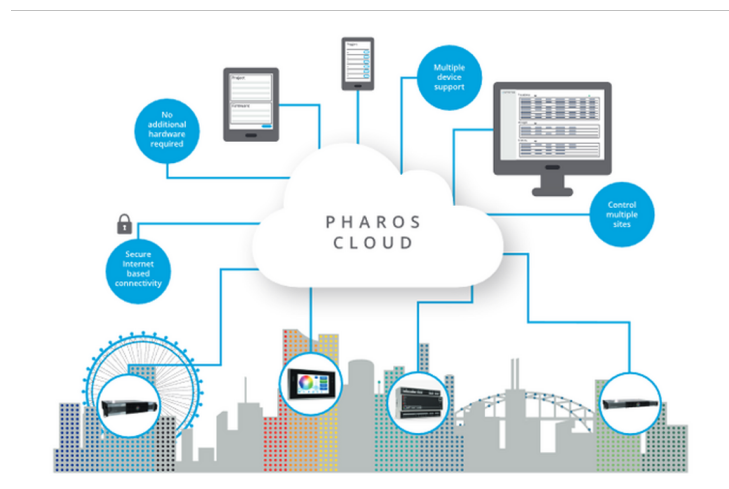 Multiple
device
support
No
additional
hardware
required
PHAROS
CLOUD
Control
multiple
sites
Secure
Internet
based
connectivity